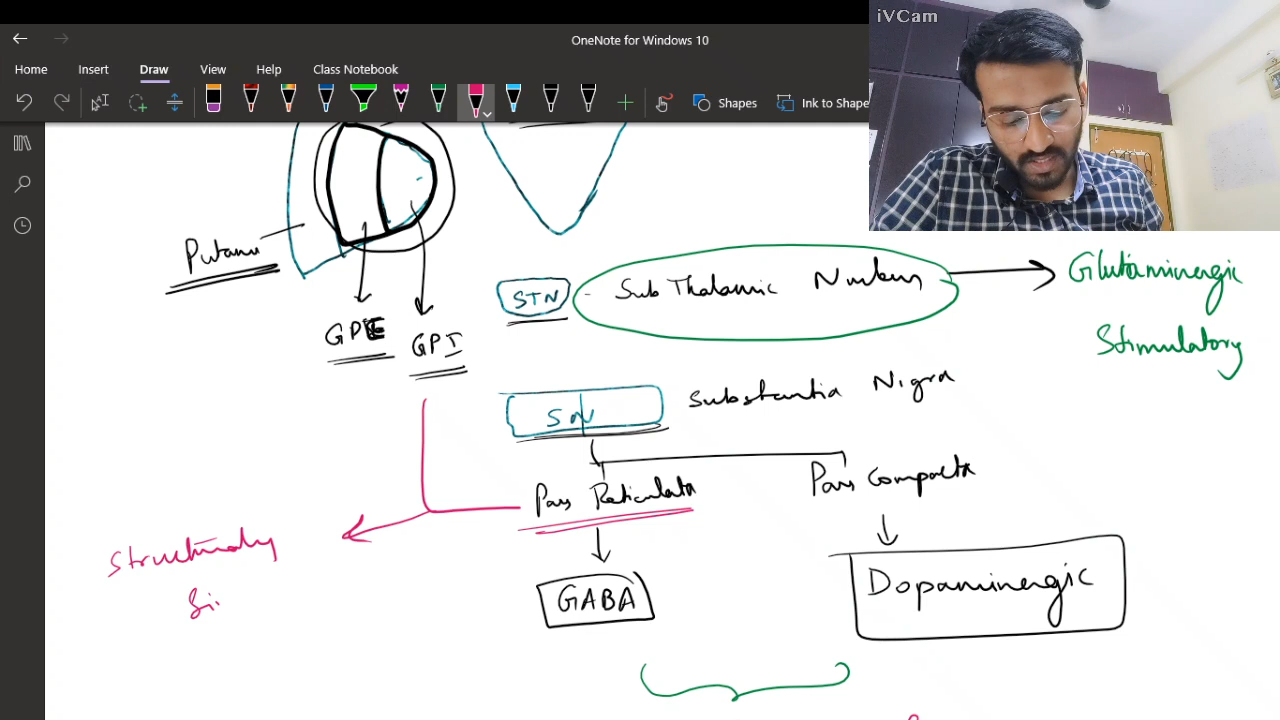 iVCam
OneNote for Windows 10
Home Insert Draw View Help Class Notebook
Shapes Ink to Shape
Putamen
GPE
GPI
STN
Sub Thalamic Nucleus
Glutaminergic
Stimulatory
SN
Substantia Nigra
Pars Reticulata
Pars Compacta
GABA
Dopaminergic
Structurally
Si